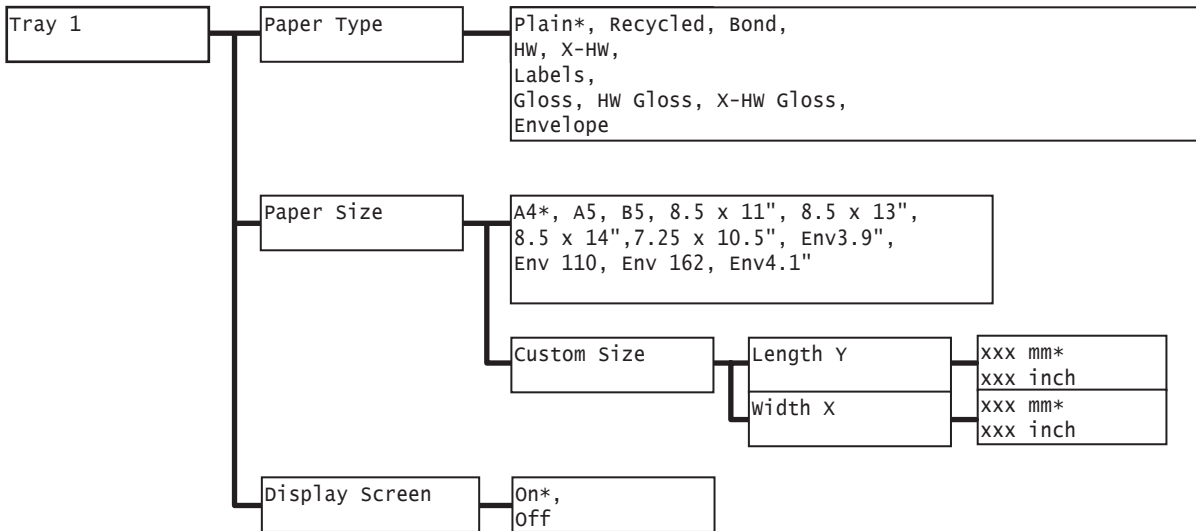 Tray 1
Paper Type
Plain*, Recycled, Bond,
HW, X-HW,
Labels,
Gloss, HW Gloss, X-HW Gloss,
Envelope
Paper Size
A4*, A5, B5, 8.5 x 11", 8.5 x 13",
8.5 x 14",7.25 x 10.5", Env3.9",
Env 110, Env 162, Env4.1"
Custom Size
Length Y
xxx mm*
xxx inch
Width X
xxx mm*
xxx inch
Display Screen
On*,
Off